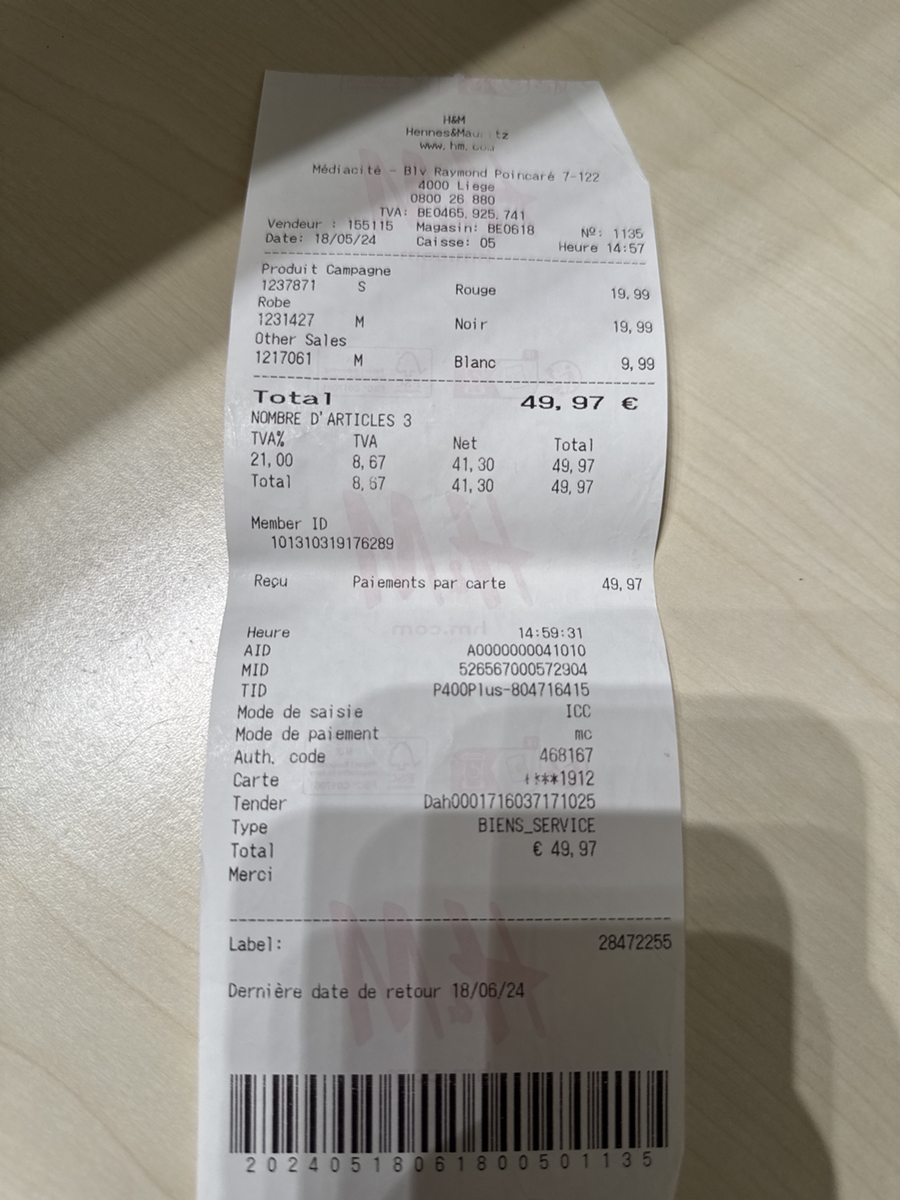 H&M
Hennes&Mau tz
www.hm.com
Médiacité - Blv Raymond Poincaré 7-122
4000 Liege
0800 26 880
TVA: BE0465.925.741
Vendeur : 155115 Magasin: BE0618 Nº: 1135
Date: 18/05/24 Caisse: 05 Heure 14:57
Produit Campagne
1237871 S Rouge 19,99
Robe
1231427 M Noir 19,99
Other Sales
1217061 M Blanc 9,99
Total 49,97 €
NOMBRE D'ARTICLES 3
TVA% TVA Net Total
21,00 8,67 41,30 49,97
Total 8,67 41,30 49,97
Member ID
101310319176289
Reçu Paiements par carte 49,97
Heure 14:59:31
AID A0000000041010
MID 526567000572904
TID P400Plus-804716415
Mode de saisie ICC
Mode de paiement mc
Auth. code 468167
Carte ****1912
Tender Dah0001716037171025
Type BIENS_SERVICE
Total € 49,97
Merci
Label: 28472255
Dernière date de retour 18/06/24
20240518061800501135